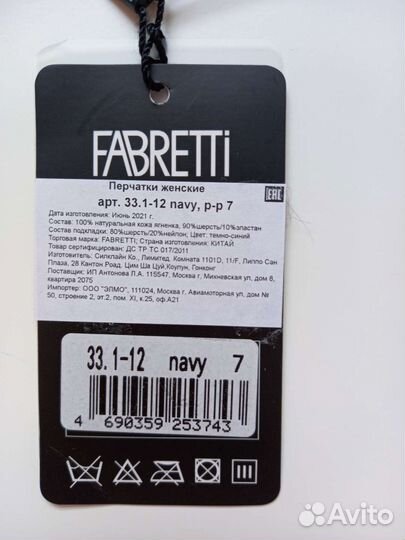 FABRETTI
Перчатки женские
арт. 33.1-12 navy, р-р 7
EAC
Дата изготовления: Июнь 2021 г.
Состав: 100% натуральная кожа ягненка, 90%шерсть/10%эластан
Состав подкладки: 80%шерсть/20%нейлон, Цвет: темно-синий
Торговая марка: FABRETTI; Страна изготовления: КИТАЙ
Товар сертифицирован: ДС ТР ТС 017/2011
Изготовитель: Силклайн Ко., Лимитед. Комната 1101D, 11/F, Липпо Сан
Плаза, 28 Кантон Роад. Цим Ша Цуй,Коулун, Гонконг
Поставщик: ИП Антонова Л.А. 115547, Москва г, Михневская ул, дом 8,
квартира 2075
Импортер: ООО "ЭЛМО", 111024, Москва г. Авиамоторная ул, дом №
50, строение 2, эт.2, пом. XI, к.25, оф.А21
33.1-12 navy 7
4 690359 253743
Avito